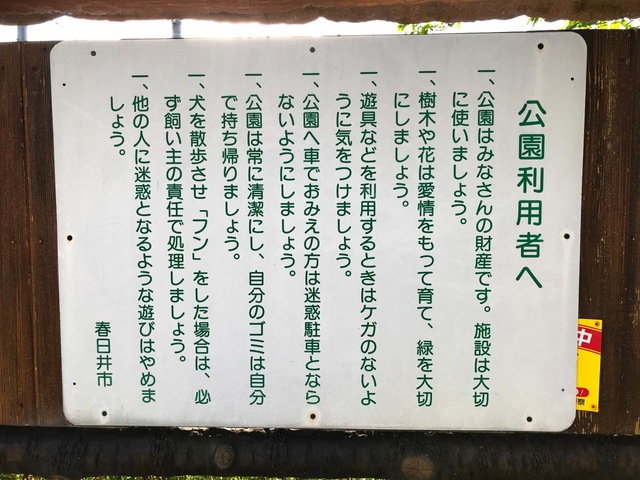 公園利用者へ
一、公園はみなさんの財産です。施設は大切
に使いましょう。
一、樹木や花は愛情をもって育て、緑を大切
にしましょう。
一、遊具などを利用するときはケガのないよ
うに気をつけましょう。
一、公園へ車でおみえの方は迷惑駐車となら
ないようにしましょう。
一、公園は常に清潔にし、自分のゴミは自分
で持ち帰りましょう。
一、犬を散歩させ「フン」をした場合は、必
ず飼い主の責任で処理しましょう。
一、他の人に迷惑となるような遊びはやめま
しょう。
春日井市
中